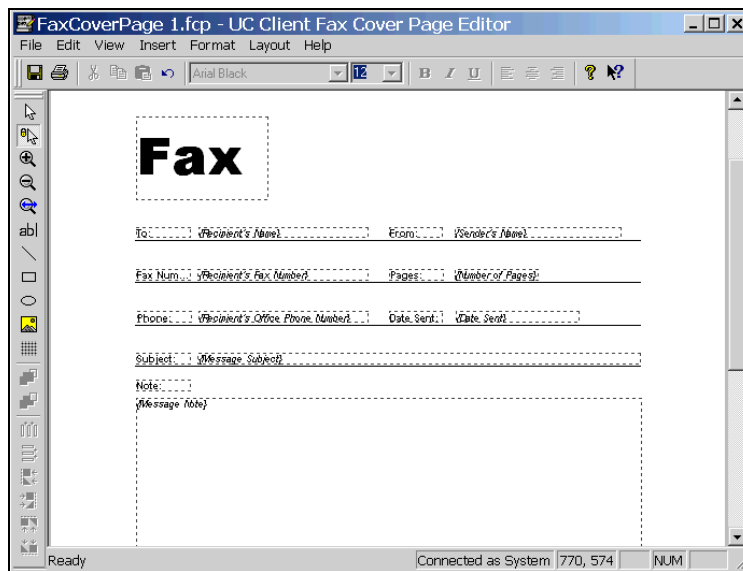 FaxCoverPage 1.fcp - UC Client Fax Cover Page Editor
File Edit View Insert Format Layout Help
Arial Black 12 B I U
abl
Fax
To: {Recipient's Name} From: {Sender's Name}
Fax Num... {Recipient's Fax Number} Pages: {Number of Pages}
Phone: {Recipient's Office Phone Number} Date Sent: {Date Sent}
Subject: {Message Subject}
Note:
{Message Note}
Ready Connected as System 770, 574 NUM